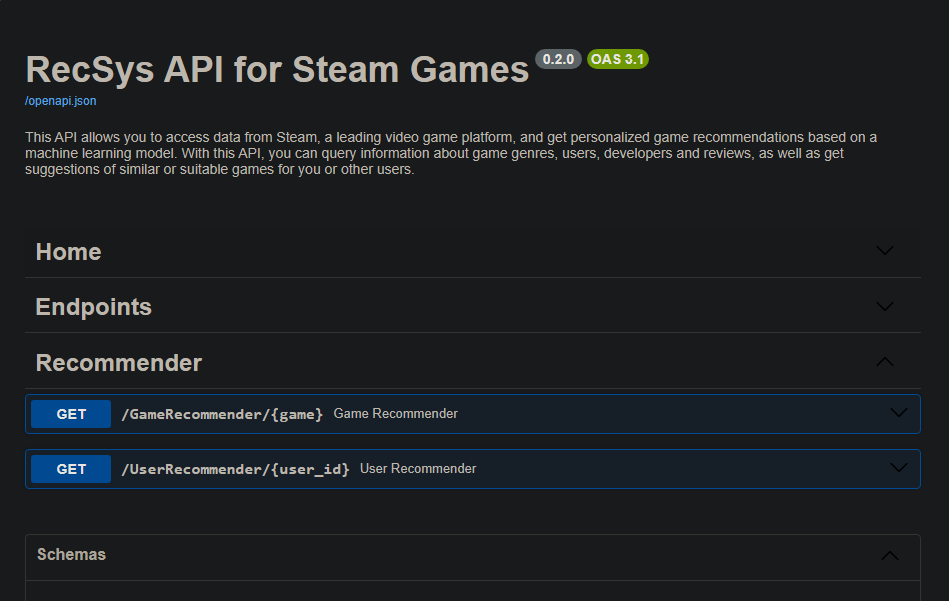 RecSys API for Steam Games 0.2.0 OAS 3.1
/openapi.json
This API allows you to access data from Steam, a leading video game platform, and get personalized game recommendations based on a
machine learning model. With this API, you can query information about game genres, users, developers and reviews, as well as get
suggestions of similar or suitable games for you or other users.
Home
Endpoints
Recommender
GET /GameRecommender/{game} Game Recommender
GET /UserRecommender/{user_id} User Recommender
Schemas